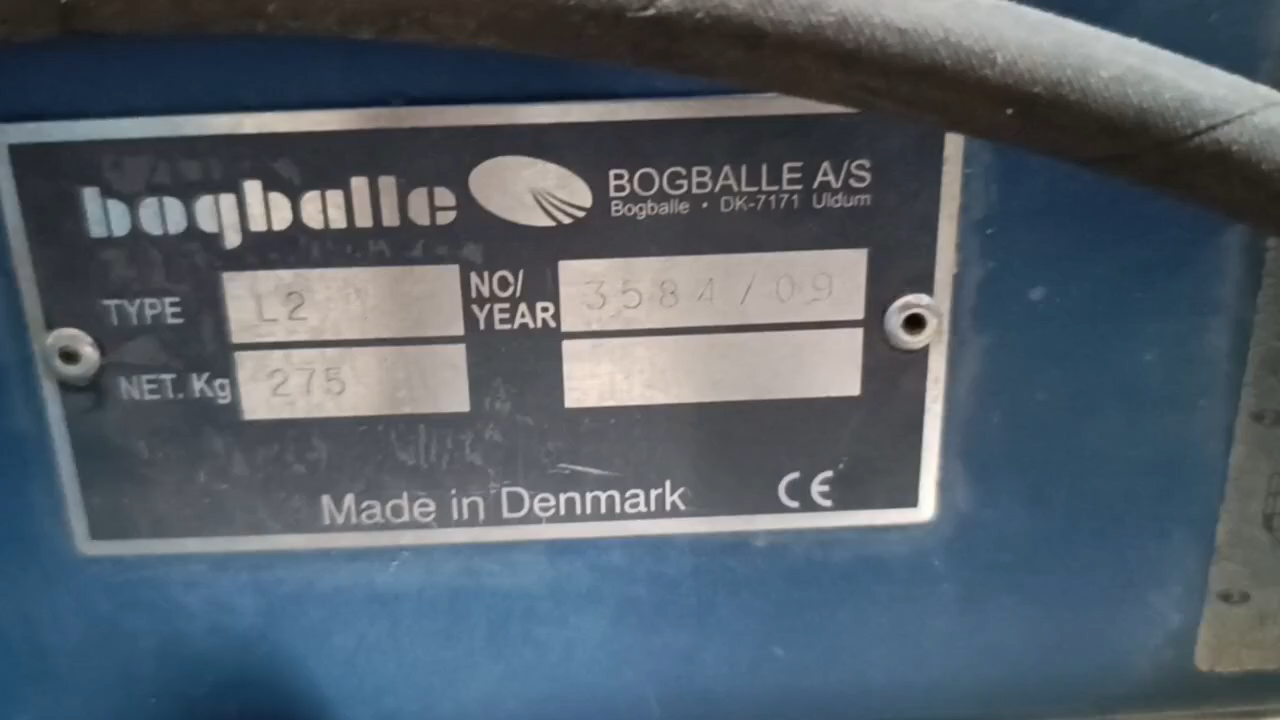 bogballe
BOGBALLE A/S
Bogballe · DK-7171 Uldum
TYPE L2
NO/YEAR 3584/09
NET. Kg 275
Made in Denmark CE